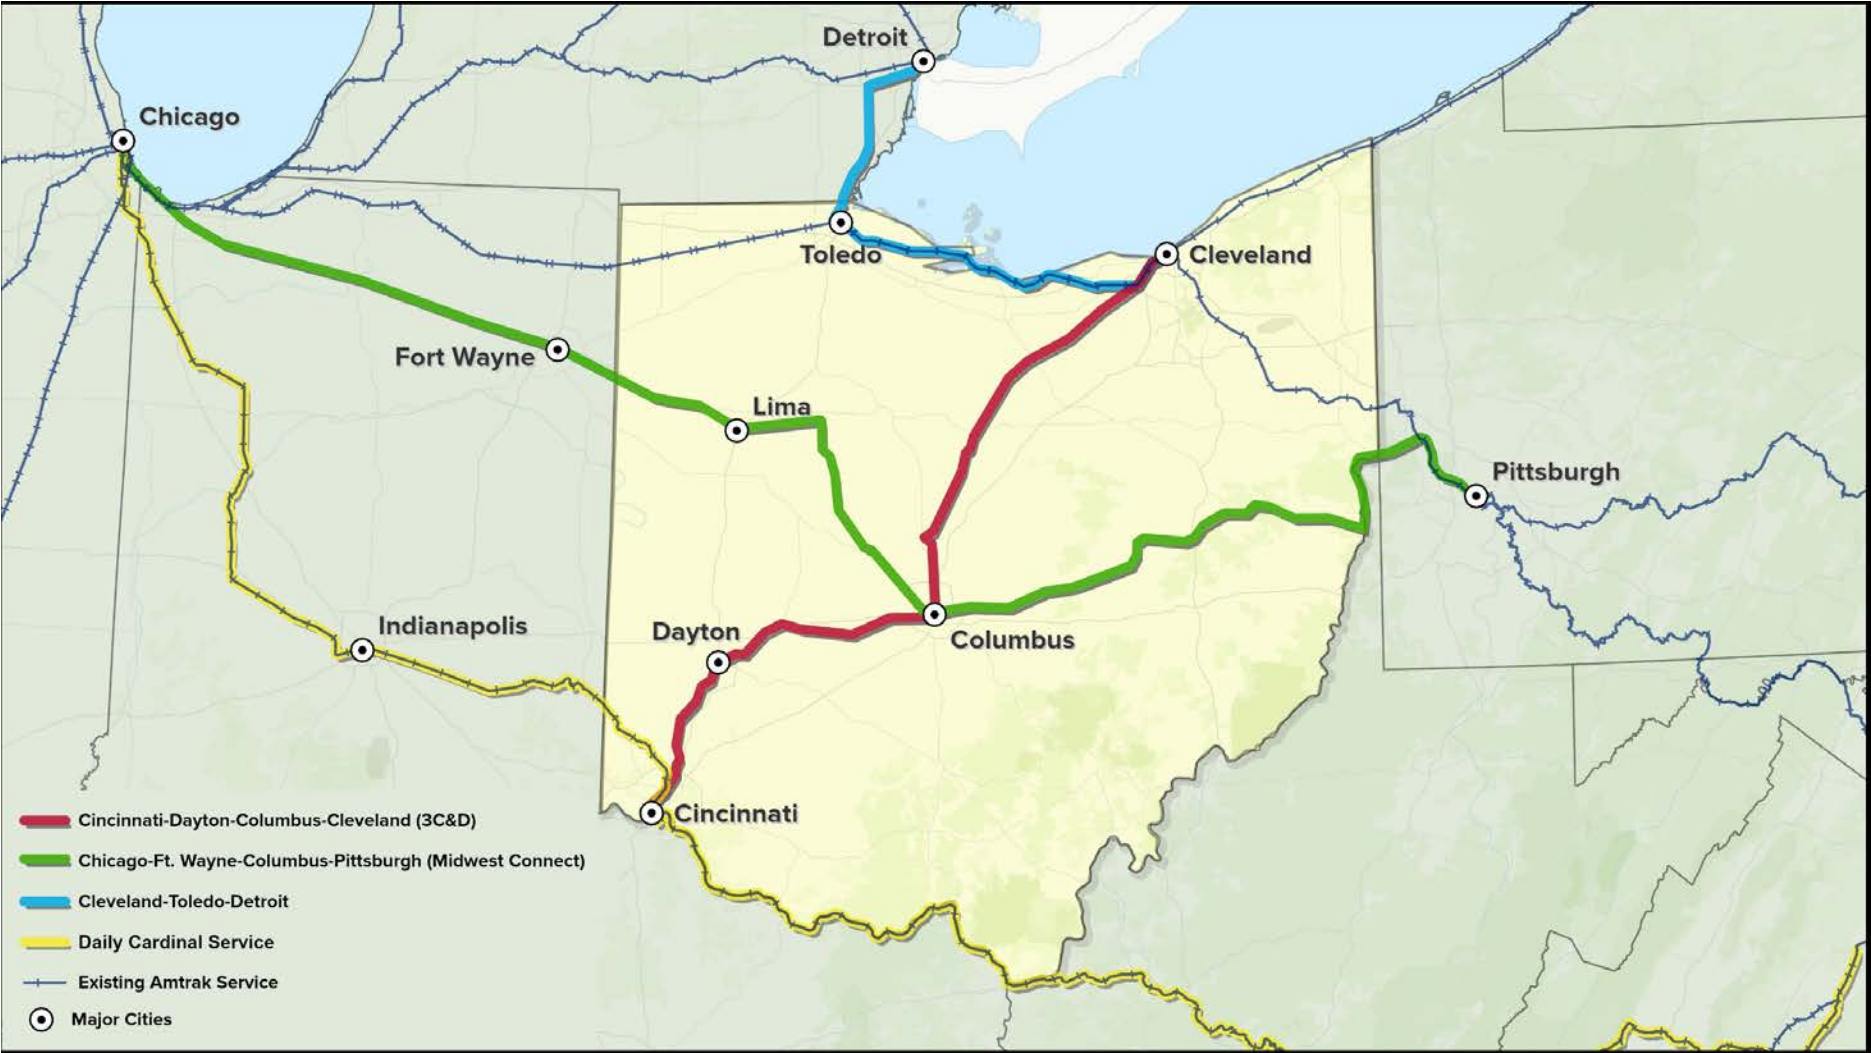 Detroit
Chicago
Toledo
Cleveland
Fort Wayne
Lima
Pittsburgh
Indianapolis
Dayton
Columbus
Cincinnati
Cincinnati-Dayton-Columbus-Cleveland (3C&D)
Chicago-Ft. Wayne-Columbus-Pittsburgh (Midwest Connect)
Cleveland-Toledo-Detroit
Daily Cardinal Service
Existing Amtrak Service
Major Cities